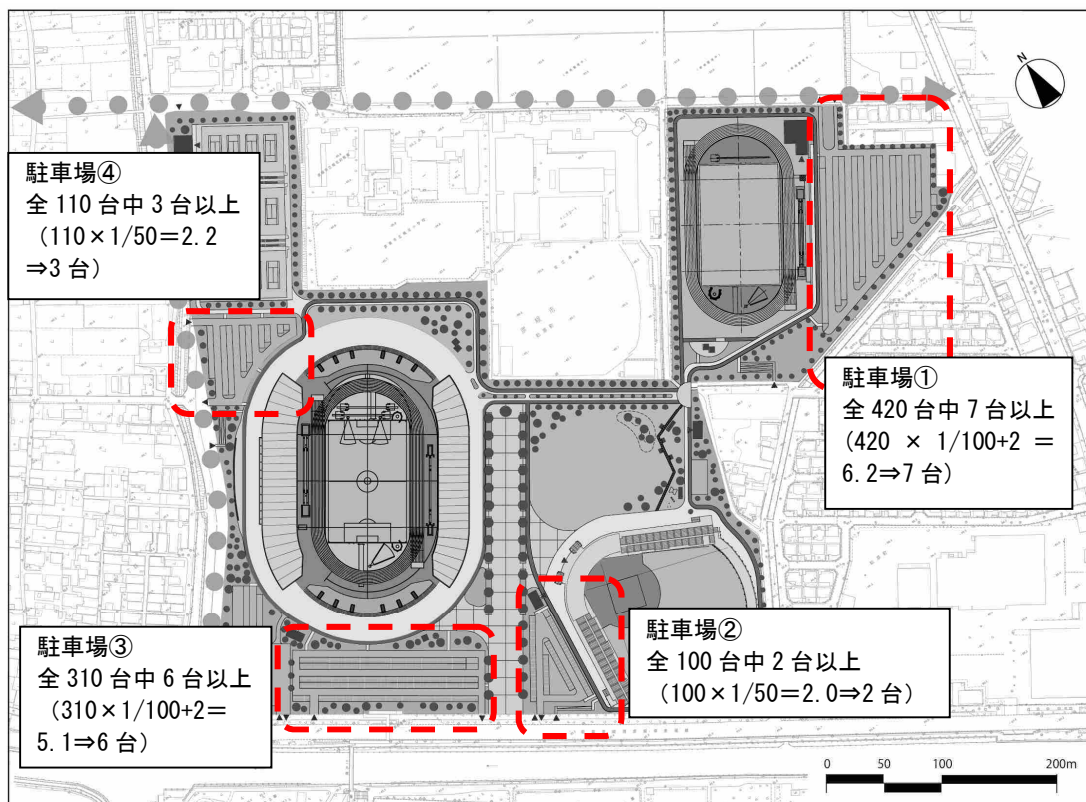 N
駐車場④
全 110 台中 3 台以上
（110×1/50＝2.2
⇒3 台）
駐車場①
全 420 台中 7 台以上
(420 × 1/100+2 ＝
6.2⇒7 台）
駐車場③
全 310 台中 6 台以上
（310×1/100+2＝
5.1⇒6 台）
駐車場②
全 100 台中 2 台以上
（100×1/50＝2.0⇒2 台）
0 50 100 200m